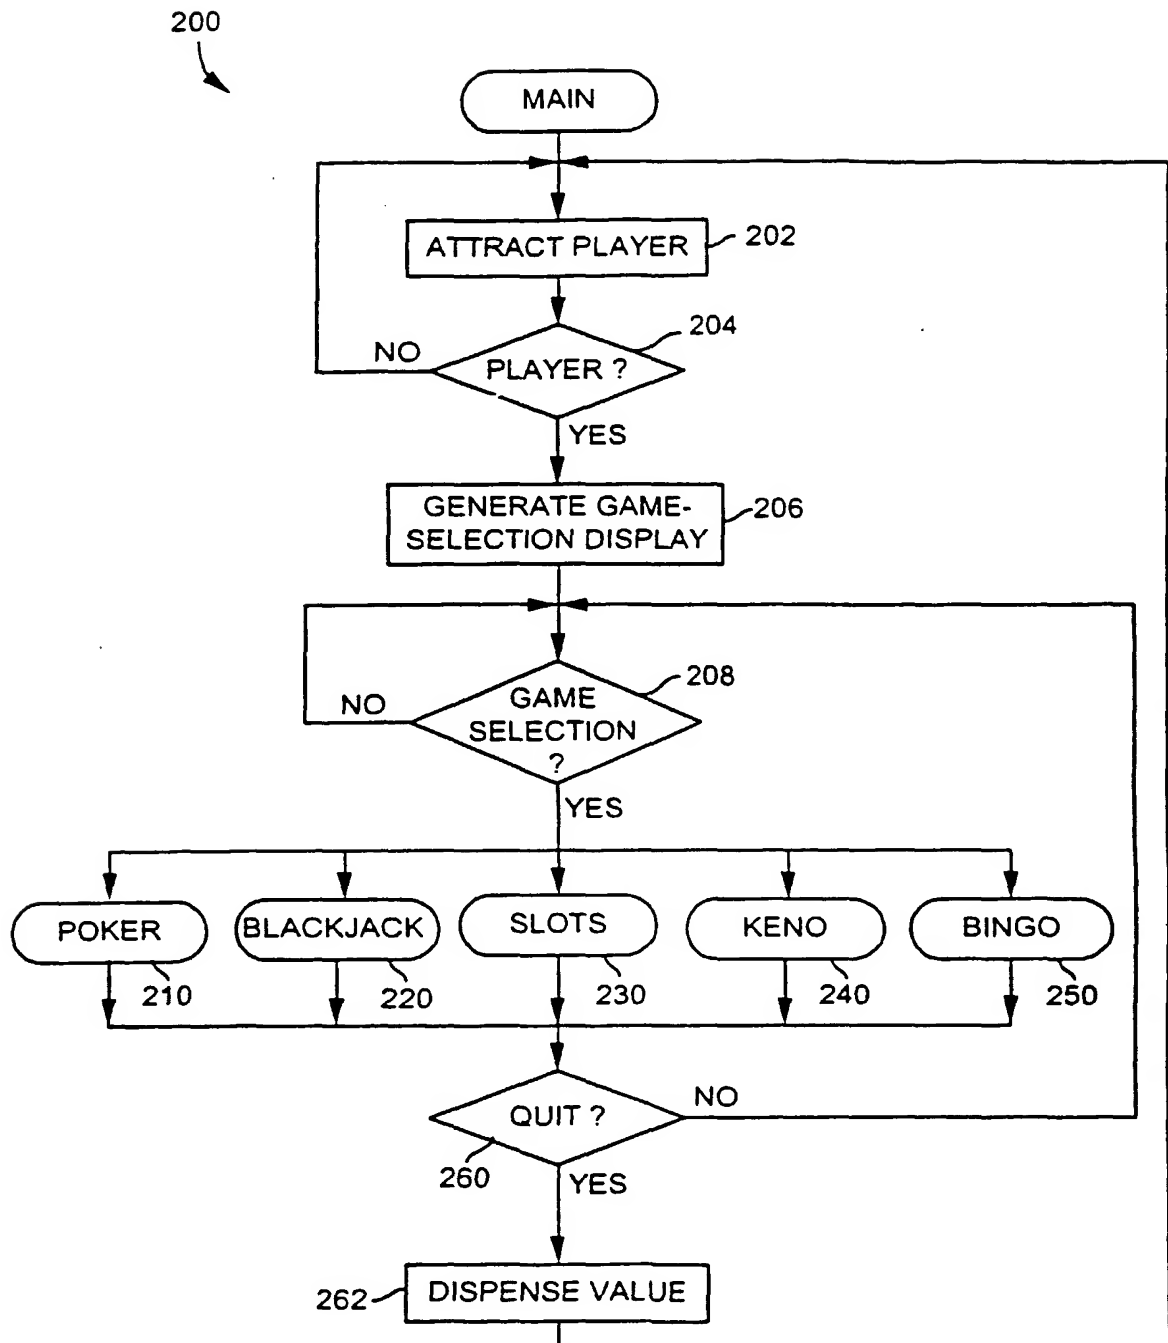 200
MAIN
ATTRACT PLAYER
202
204
NO
PLAYER ?
YES
GENERATE GAME-
SELECTION DISPLAY
206
208
NO
GAME
SELECTION
?
YES
POKER
BLACKJACK
SLOTS
KENO
BINGO
210
220
230
240
250
QUIT ?
NO
260
YES
262
DISPENSE VALUE